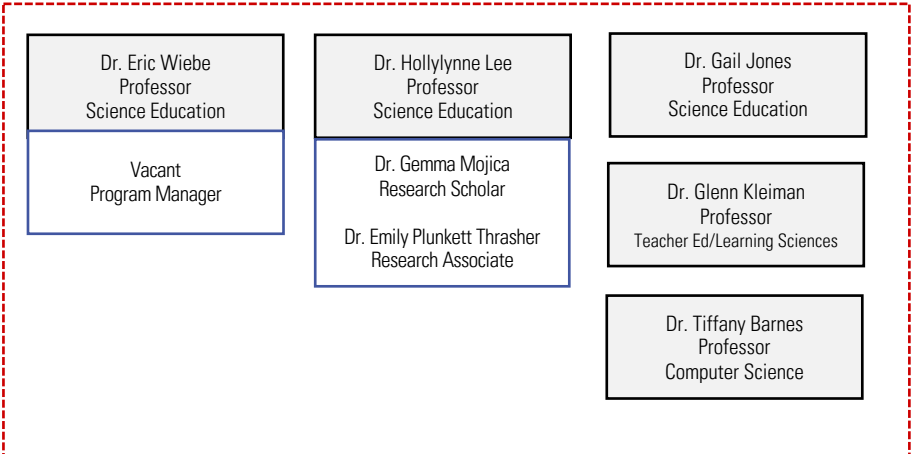 Dr. Eric Wiebe
Professor
Science Education
Vacant
Program Manager
Dr. Hollylynne Lee
Professor
Science Education
Dr. Gemma Mojica
Research Scholar
Dr. Emily Plunkett Thrasher
Research Associate
Dr. Gail Jones
Professor
Science Education
Dr. Glenn Kleiman
Professor
Teacher Ed/Learning Sciences
Dr. Tiffany Barnes
Professor
Computer Science